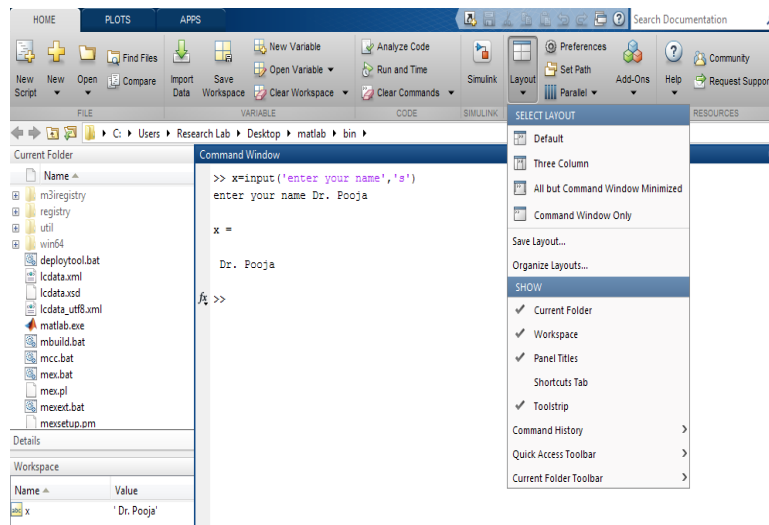 HOME PLOTS APPS
Search Documentation
New Script
New
Open
Find Files
Compare
Import Data
Save Workspace
New Variable
Open Variable
Clear Workspace
Analyze Code
Run and Time
Clear Commands
Simulink
Layout
Preferences
Set Path
Parallel
Add-Ons
Help
Community
Request Suppor
FILE VARIABLE CODE SIMULINK RESOURCES
C: Users Research Lab Desktop matlab bin
Current Folder
Name
m3iregistry
registry
util
win64
deploytool.bat
lcdata.xml
lcdata.xsd
lcdata_utf8.xml
matlab.exe
mbuild.bat
mcc.bat
mex.bat
mex.pl
mexext.bat
mexsetup.pm
Details
Workspace
Name Value
abc x ' Dr. Pooja'
Command Window
>> x=input('enter your name','s')
enter your name Dr. Pooja
x =
Dr. Pooja
fx >>
SELECT LAYOUT
Default
Three Column
All but Command Window Minimized
Command Window Only
Save Layout...
Organize Layouts...
SHOW
Current Folder
Workspace
Panel Titles
Shortcuts Tab
Toolstrip
Command History
Quick Access Toolbar
Current Folder Toolbar